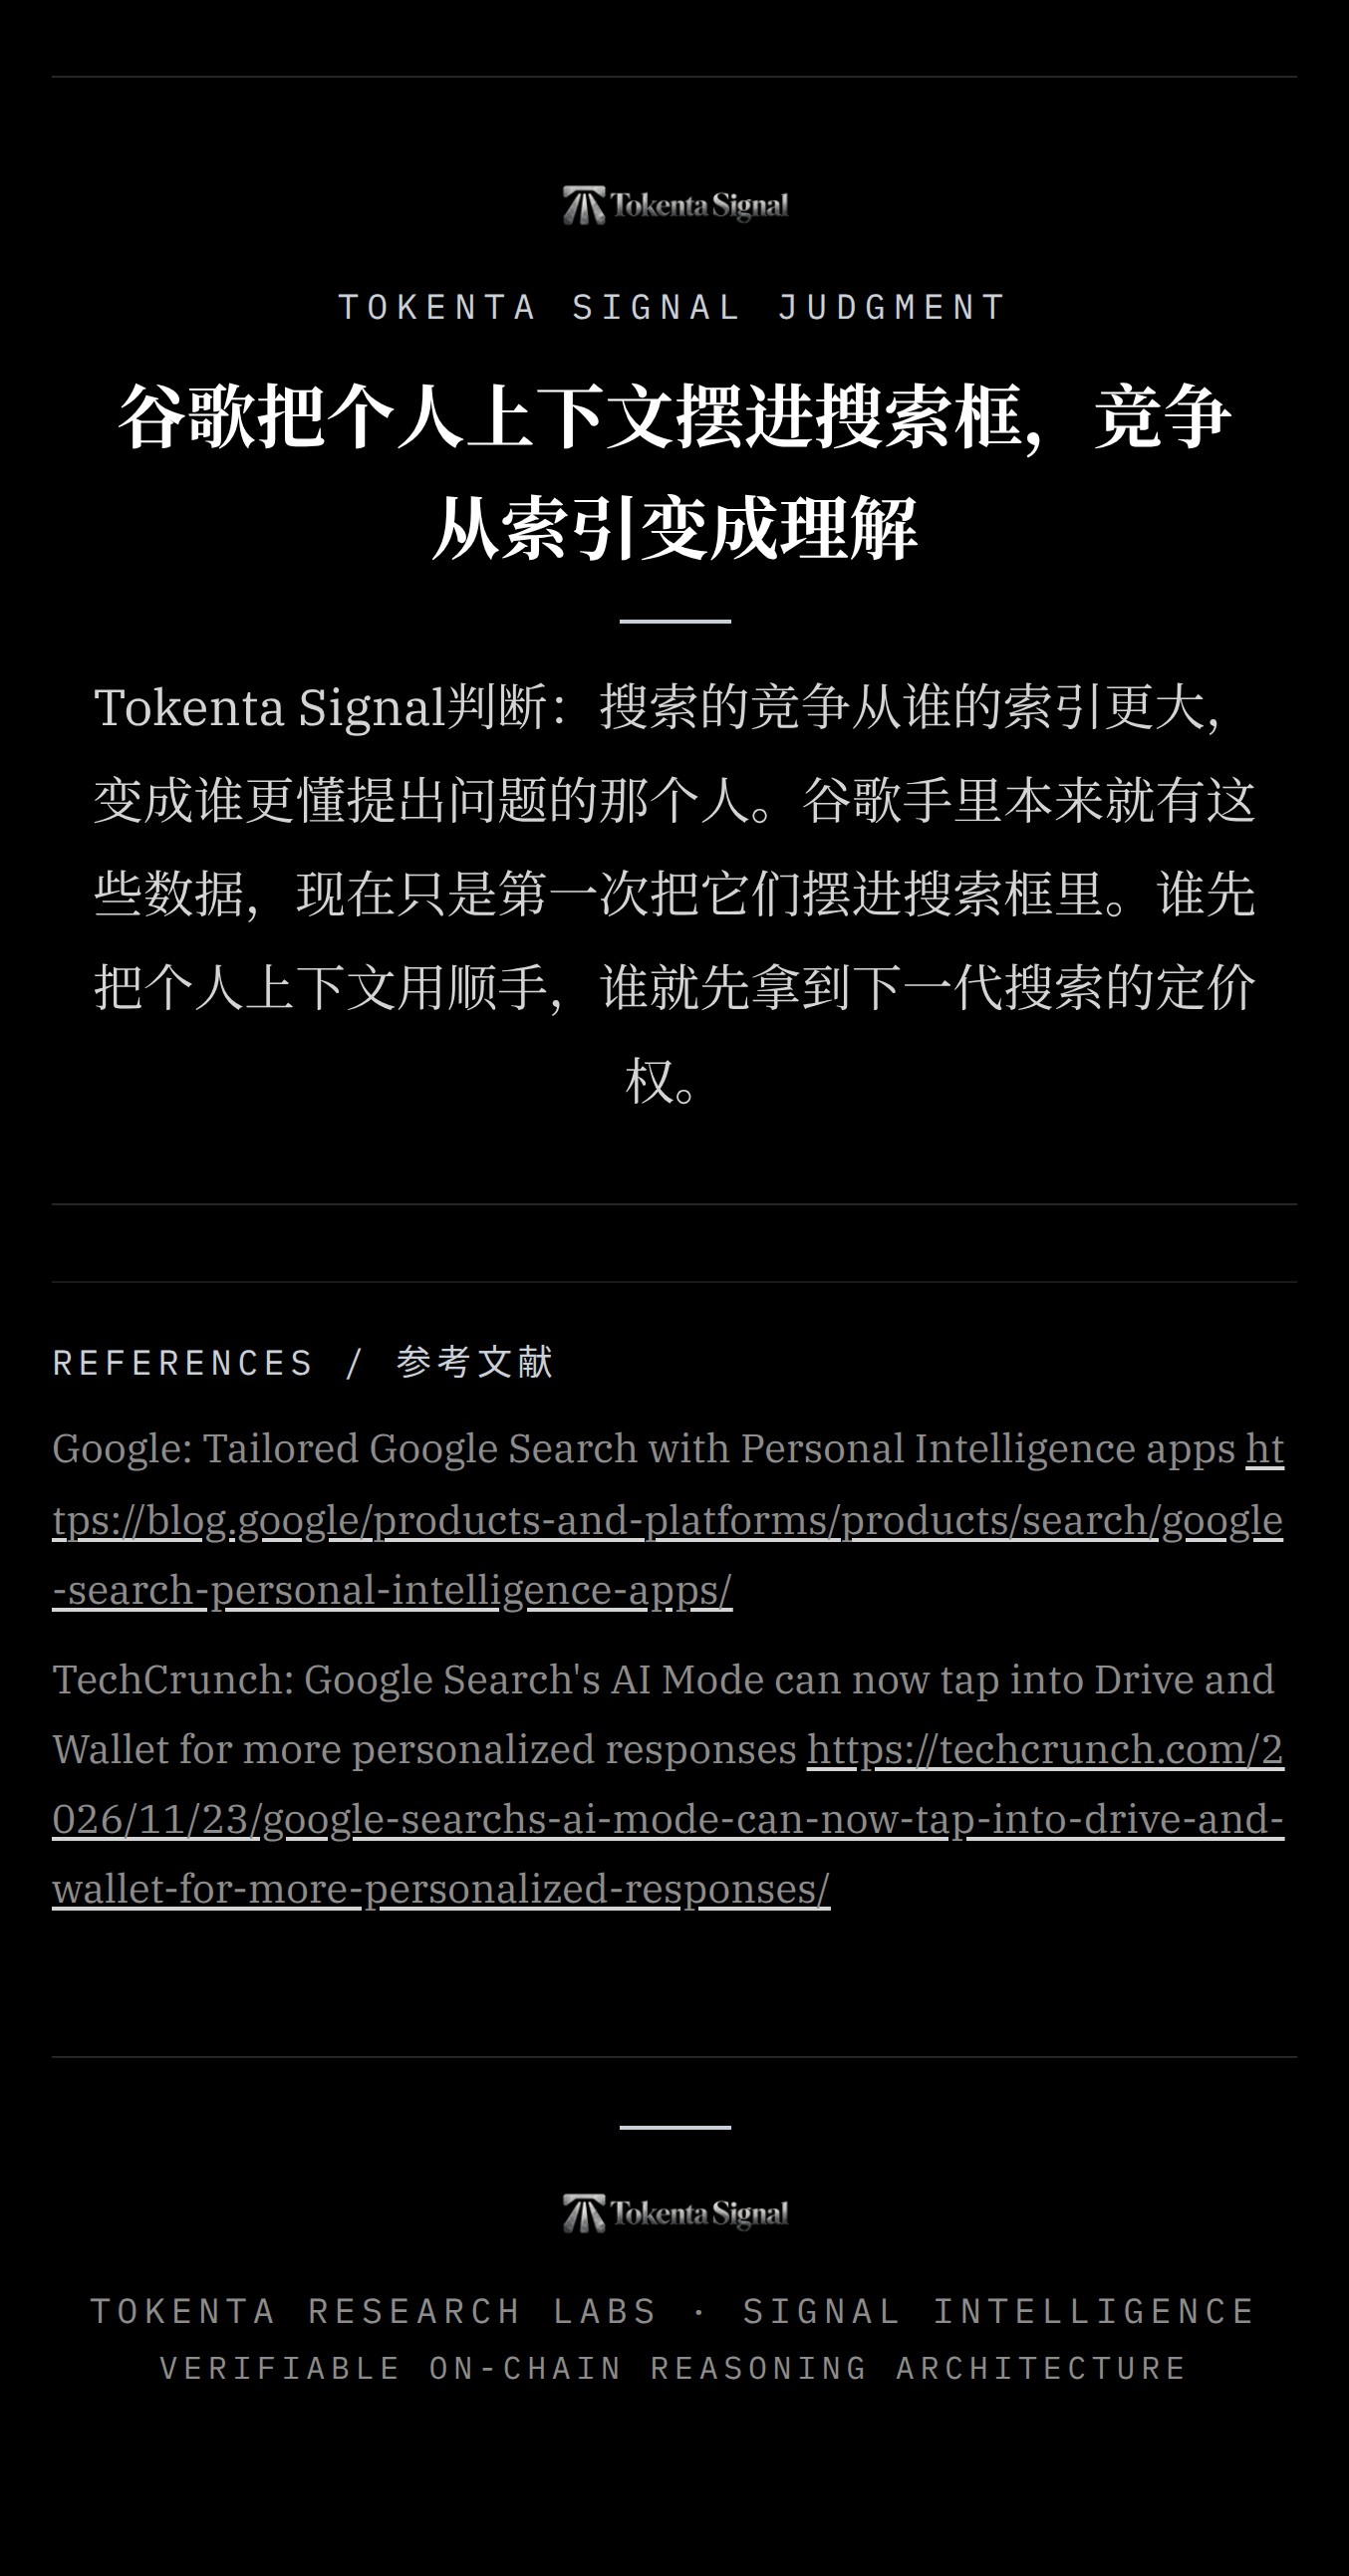 Tokenta Signal
TOKENTA SIGNAL JUDGMENT
谷歌把个人上下文摆进搜索框，竞争
从索引变成理解
Tokenta Signal判断：搜索的竞争从谁的索引更大，
变成谁更懂提出问题的那个人。谷歌手里本来就有这
些数据，现在只是第一次把它们摆进搜索框里。谁先
把个人上下文用顺手，谁就先拿到下一代搜索的定价
权。
REFERENCES / 参考文献
Google: Tailored Google Search with Personal Intelligence apps ht
tps://blog.google/products-and-platforms/products/search/google
-search-personal-intelligence-apps/
TechCrunch: Google Search's AI Mode can now tap into Drive and
Wallet for more personalized responses https://techcrunch.com/2
026/11/23/google-searchs-ai-mode-can-now-tap-into-drive-and-
wallet-for-more-personalized-responses/
Tokenta Signal
TOKENTA RESEARCH LABS · SIGNAL INTELLIGENCE
VERIFIABLE ON-CHAIN REASONING ARCHITECTURE